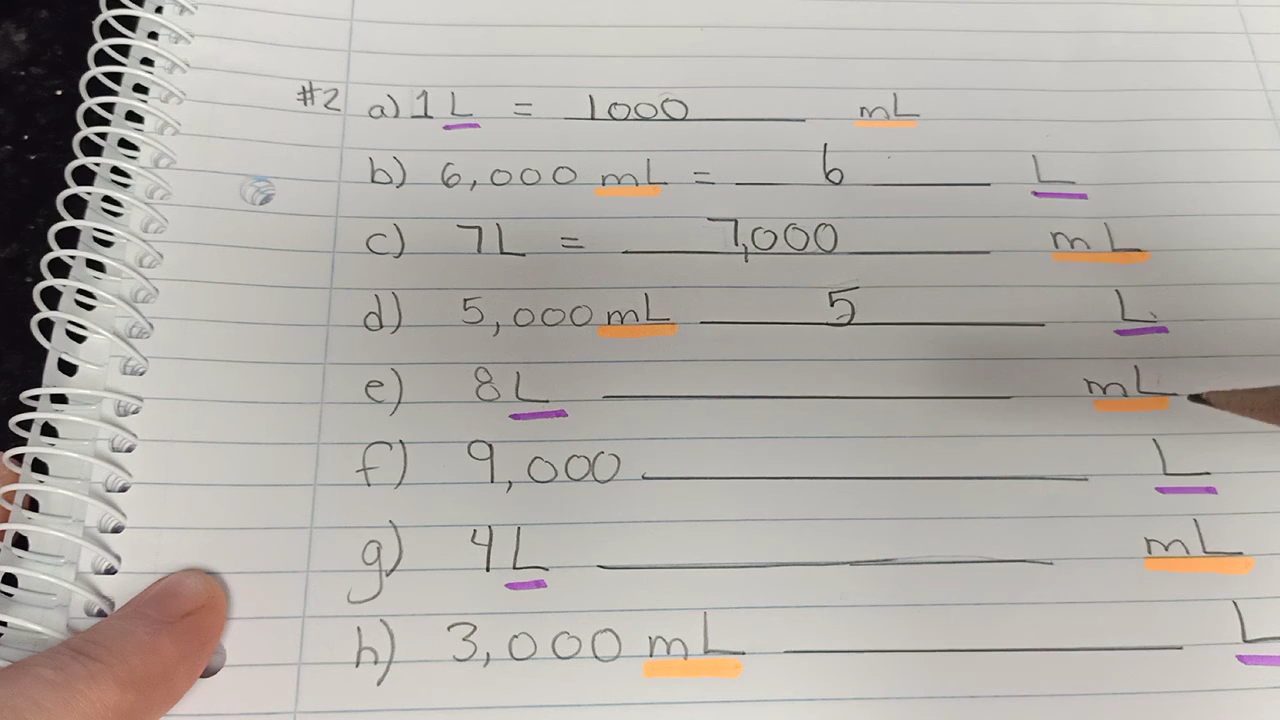 #2 a) 1 L = 1000 mL
b) 6,000 mL = 6 L
c) 7L = 7,000 mL
d) 5,000 mL 5 L
e) 8 L mL
f) 9,000 L
g) 4 L mL
h) 3,000 mL L